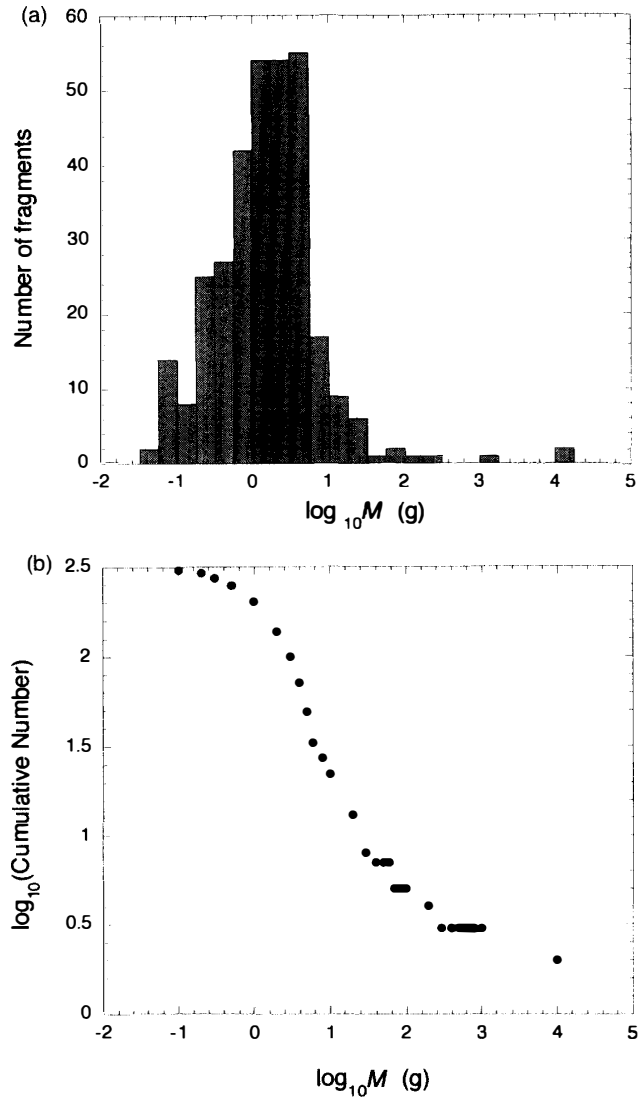 (a)
60
50
40
30
20
10
0
Number of fragments
-2 -1 0 1 2 3 4 5
log₁₀M (g)
(b)
2.5
2
1.5
1
0.5
0
log₁₀(Cumulative Number)
-2 -1 0 1 2 3 4 5
log₁₀M (g)